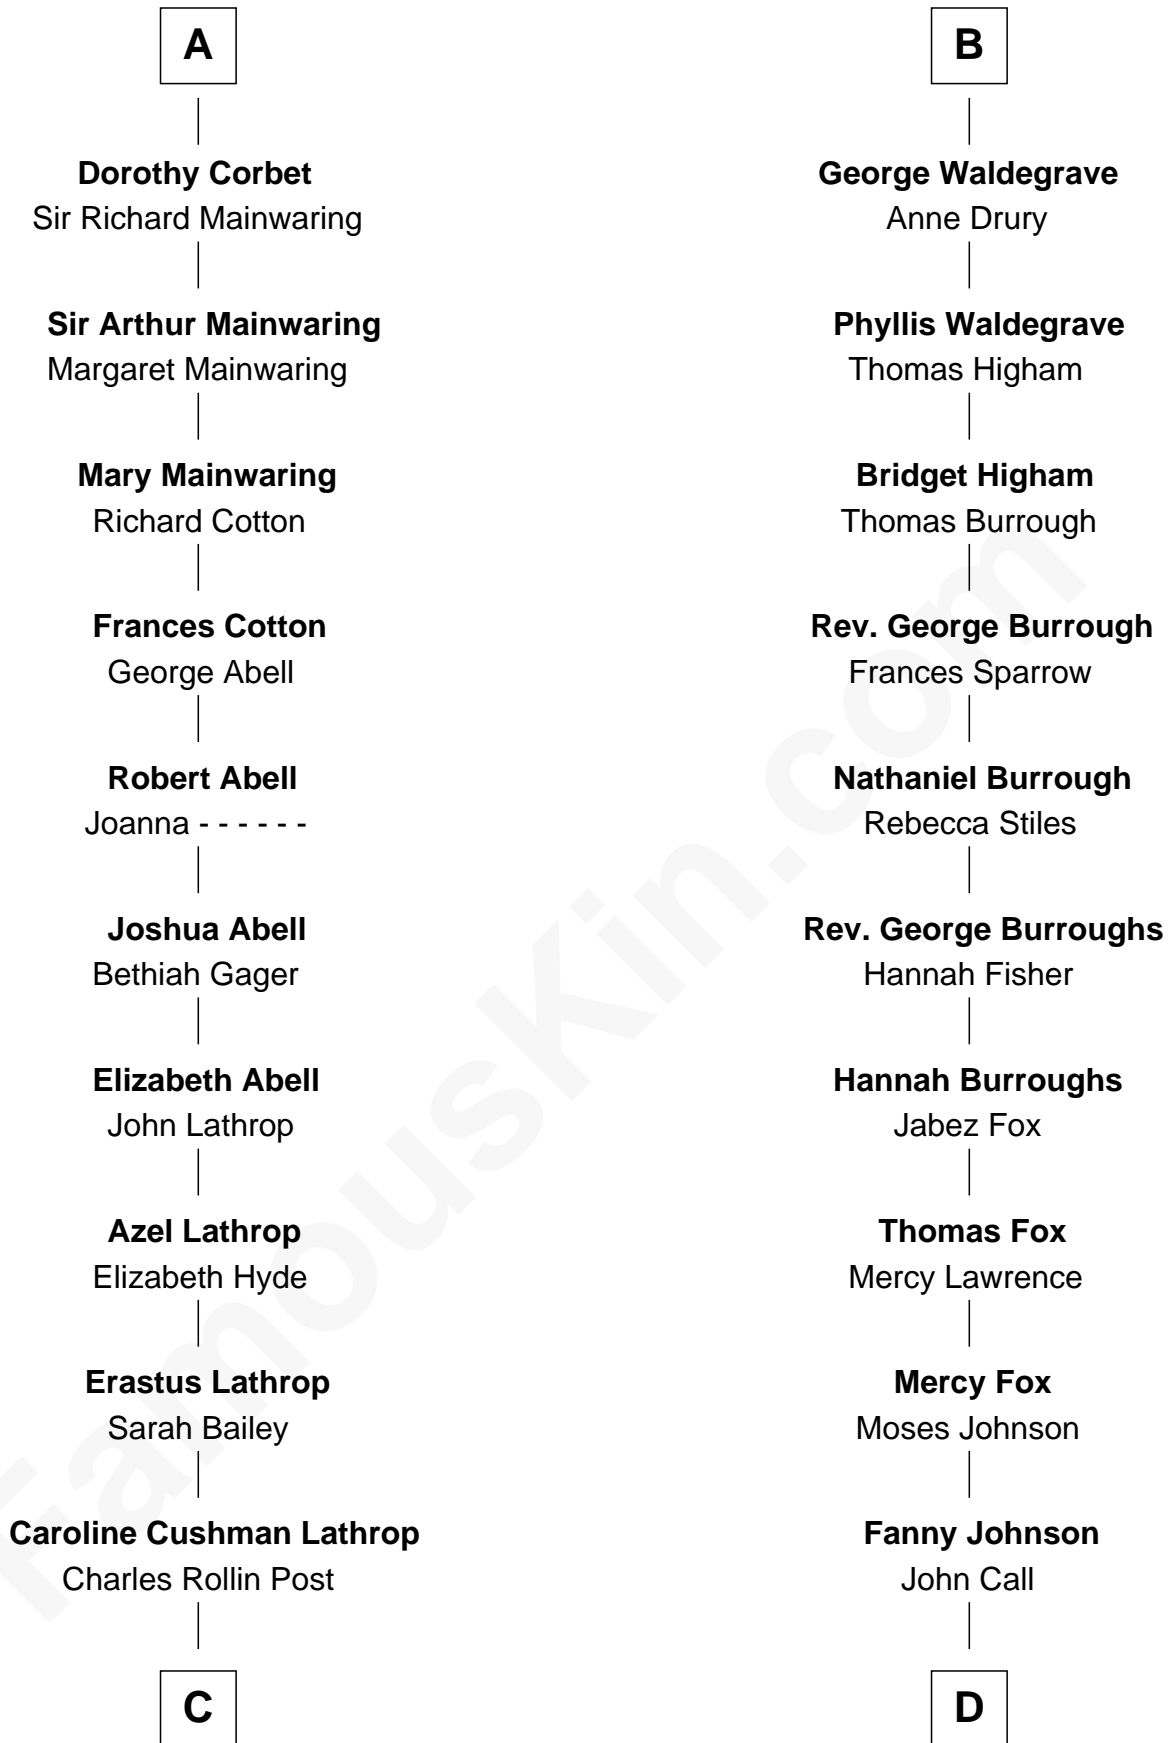 A
Dorothy Corbet
Sir Richard Mainwaring
Sir Arthur Mainwaring
Margaret Mainwaring
Mary Mainwaring
Richard Cotton
Frances Cotton
George Abell
Robert Abell
Joanna - - - - - -
Joshua Abell
Bethiah Gager
Elizabeth Abell
John Lathrop
Azel Lathrop
Elizabeth Hyde
Erastus Lathrop
Sarah Bailey
Caroline Cushman Lathrop
Charles Rollin Post
C
B
George Waldegrave
Anne Drury
Phyllis Waldegrave
Thomas Higham
Bridget Higham
Thomas Burrough
Rev. George Burrough
Frances Sparrow
Nathaniel Burrough
Rebecca Stiles
Rev. George Burroughs
Hannah Fisher
Hannah Burroughs
Jabez Fox
Thomas Fox
Mercy Lawrence
Mercy Fox
Moses Johnson
Fanny Johnson
John Call
D
FamousKin.com